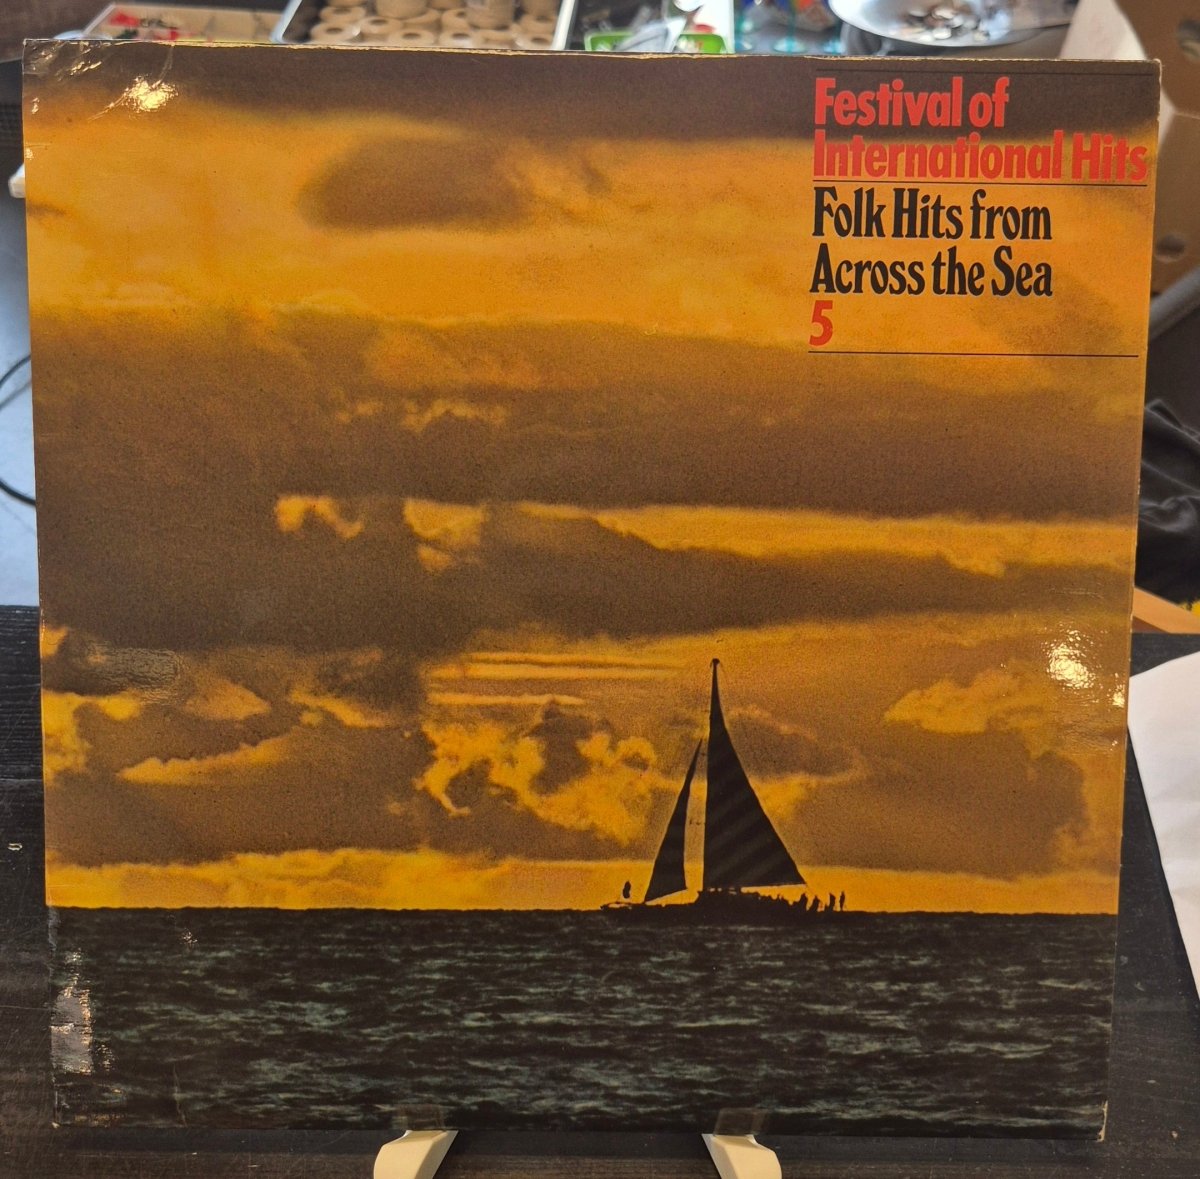 Festival of
International Hits
Folk Hits from
Across the Sea
5